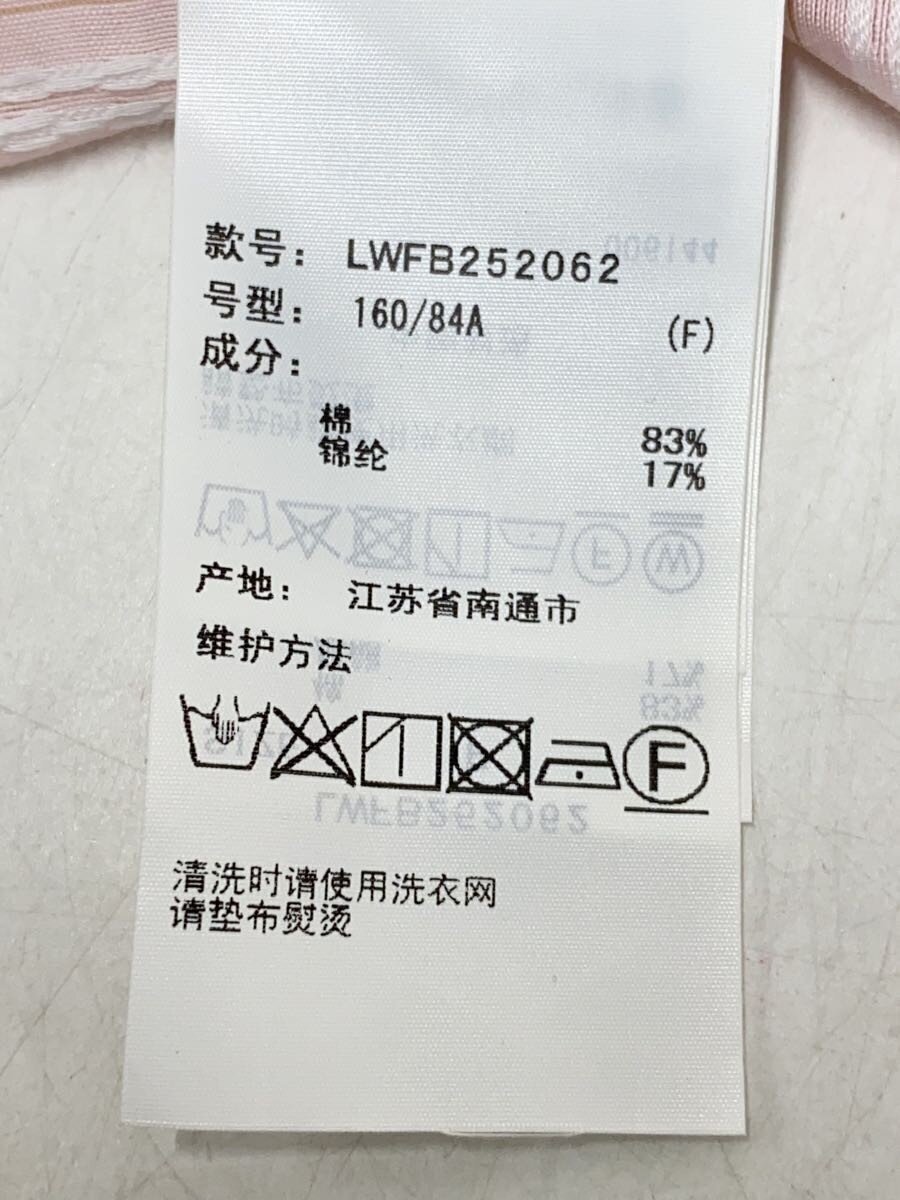 款号： LWFB252062
号型： 160/84A (F)
成分：
棉 83%
锦纶 17%
产地： 江苏省南通市
维护方法
F
清洗时请使用洗衣网
请垫布熨烫